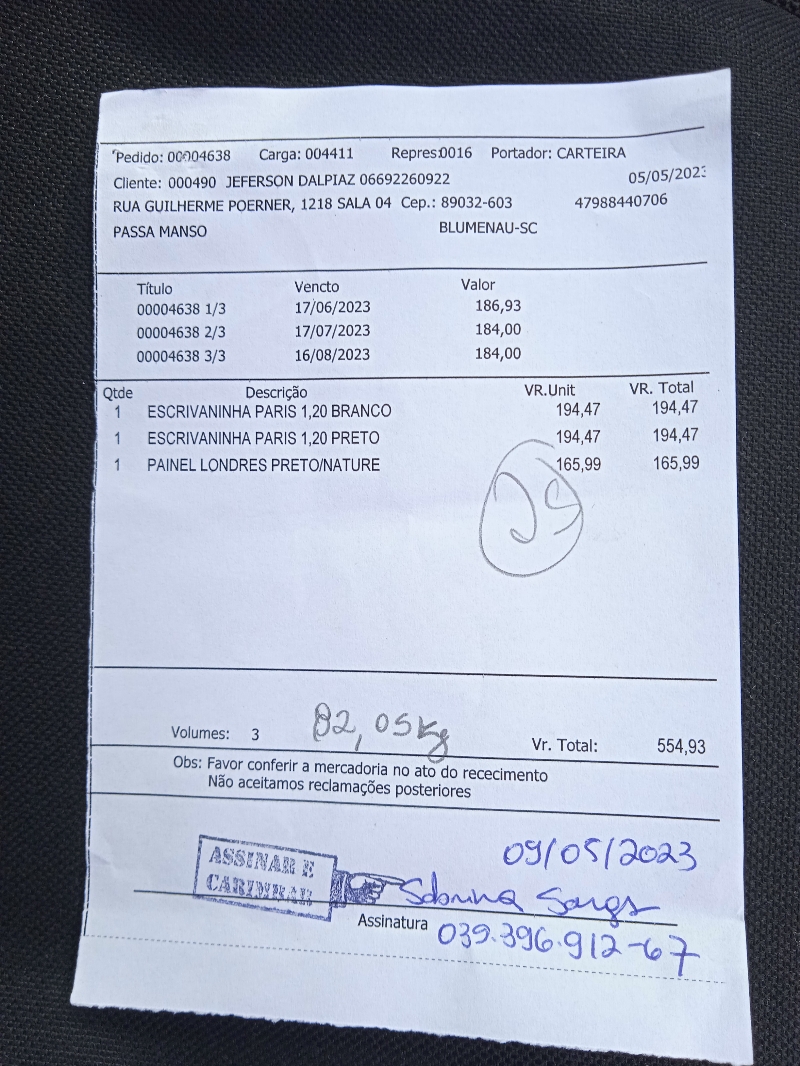 Pedido: 00004638 Carga: 004411 Repres:0016 Portador: CARTEIRA
Cliente: 000490 JEFERSON DALPIAZ 06692260922 05/05/2023
RUA GUILHERME POERNER, 1218 SALA 04 Cep.: 89032-603 47988440706
PASSA MANSO BLUMENAU-SC
Título Vencto Valor
00004638 1/3 17/06/2023 186,93
00004638 2/3 17/07/2023 184,00
00004638 3/3 16/08/2023 184,00
Qtde Descrição VR.Unit VR. Total
1 ESCRIVANINHA PARIS 1,20 BRANCO 194,47 194,47
1 ESCRIVANINHA PARIS 1,20 PRETO 194,47 194,47
1 PAINEL LONDRES PRETO/NATURE 165,99 165,99
Volumes: 3 82,05kg Vr. Total: 554,93
Obs: Favor conferir a mercadoria no ato do rececimento
Não aceitamos reclamações posteriores
09/05/2023
ASSINAR E
CARIMBAR
Assinatura 039.396.912-67